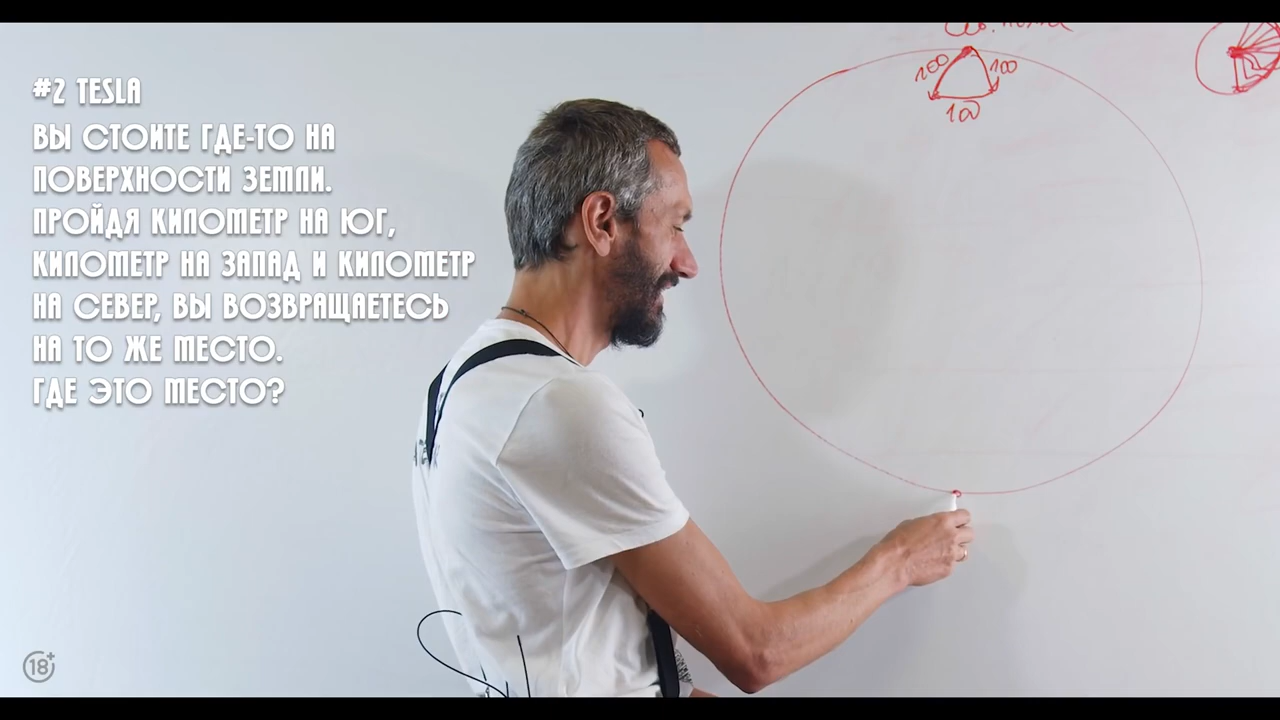 #2 TESLA
ВЫ СТОИТЕ ГДЕ-ТО НА
ПОВЕРХНОСТИ ЗЕМЛИ.
ПРОЙДЯ КИЛОМЕТР НА ЮГ,
КИЛОМЕТР НА ЗАПАД И КИЛОМЕТР
НА СЕВЕР, ВЫ ВОЗВРАЩАЕТЕСЬ
НА ТО ЖЕ МЕСТО.
ГДЕ ЭТО МЕСТО?
100 100
100
18+